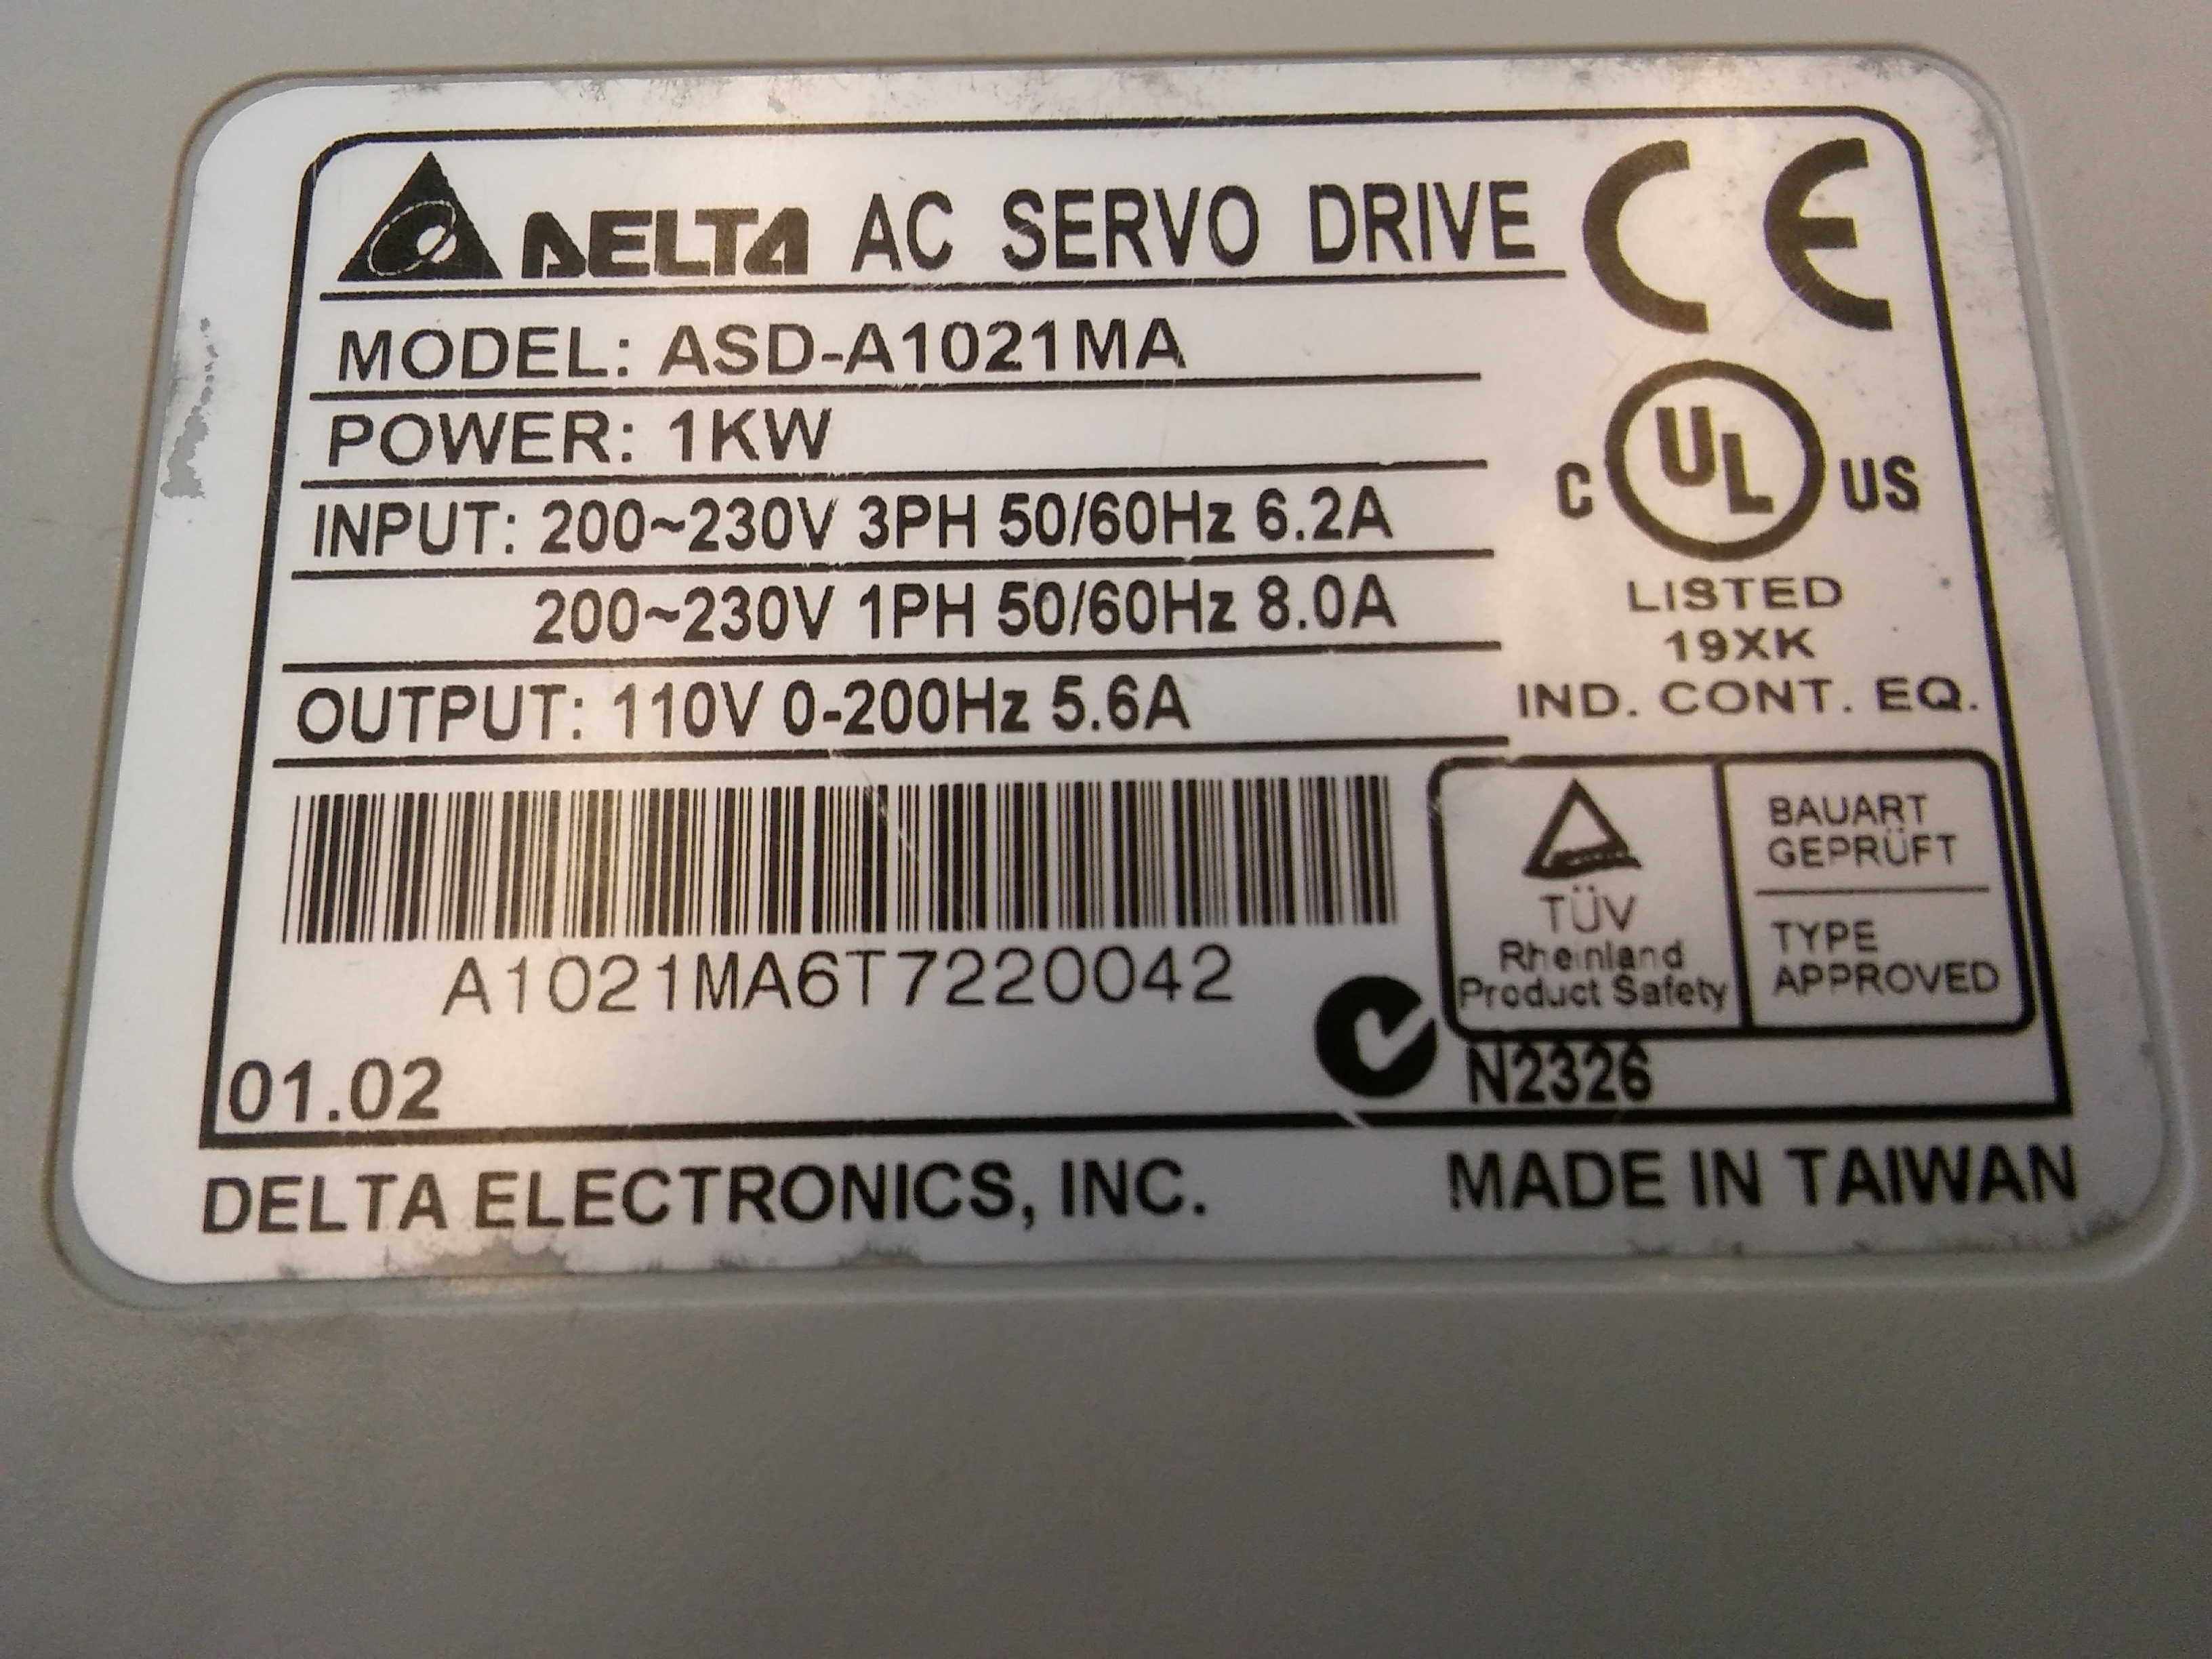 DELTA AC SERVO DRIVE
CE
MODEL: ASD-A1021MA
POWER: 1KW
INPUT: 200~230V 3PH 50/60Hz 6.2A
200~230V 1PH 50/60Hz 8.0A
OUTPUT: 110V 0-200Hz 5.6A
C UL US
LISTED
19XK
IND. CONT. EQ.
A1021MA6T7220042
TÜV
Rheinland
Product Safety
BAUART
GEPRÜFT
TYPE
APPROVED
N2326
01.02
DELTA ELECTRONICS, INC. MADE IN TAIWAN